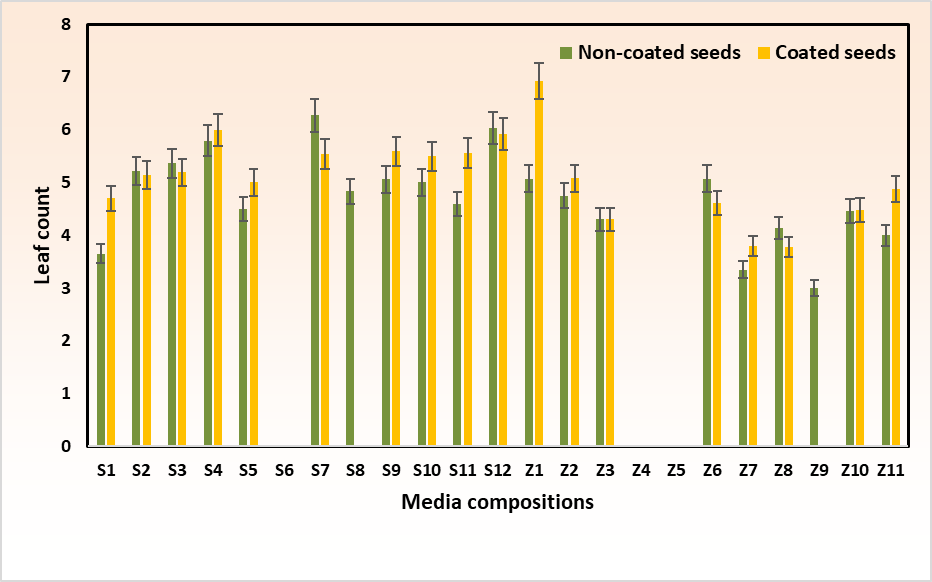 8
Non-coated seeds Coated seeds
7
6
5
4
3
2
1
0
Leaf count
S1 S2 S3 S4 S5 S6 S7 S8 S9 S10 S11 S12 Z1 Z2 Z3 Z4 Z5 Z6 Z7 Z8 Z9 Z10 Z11
Media compositions